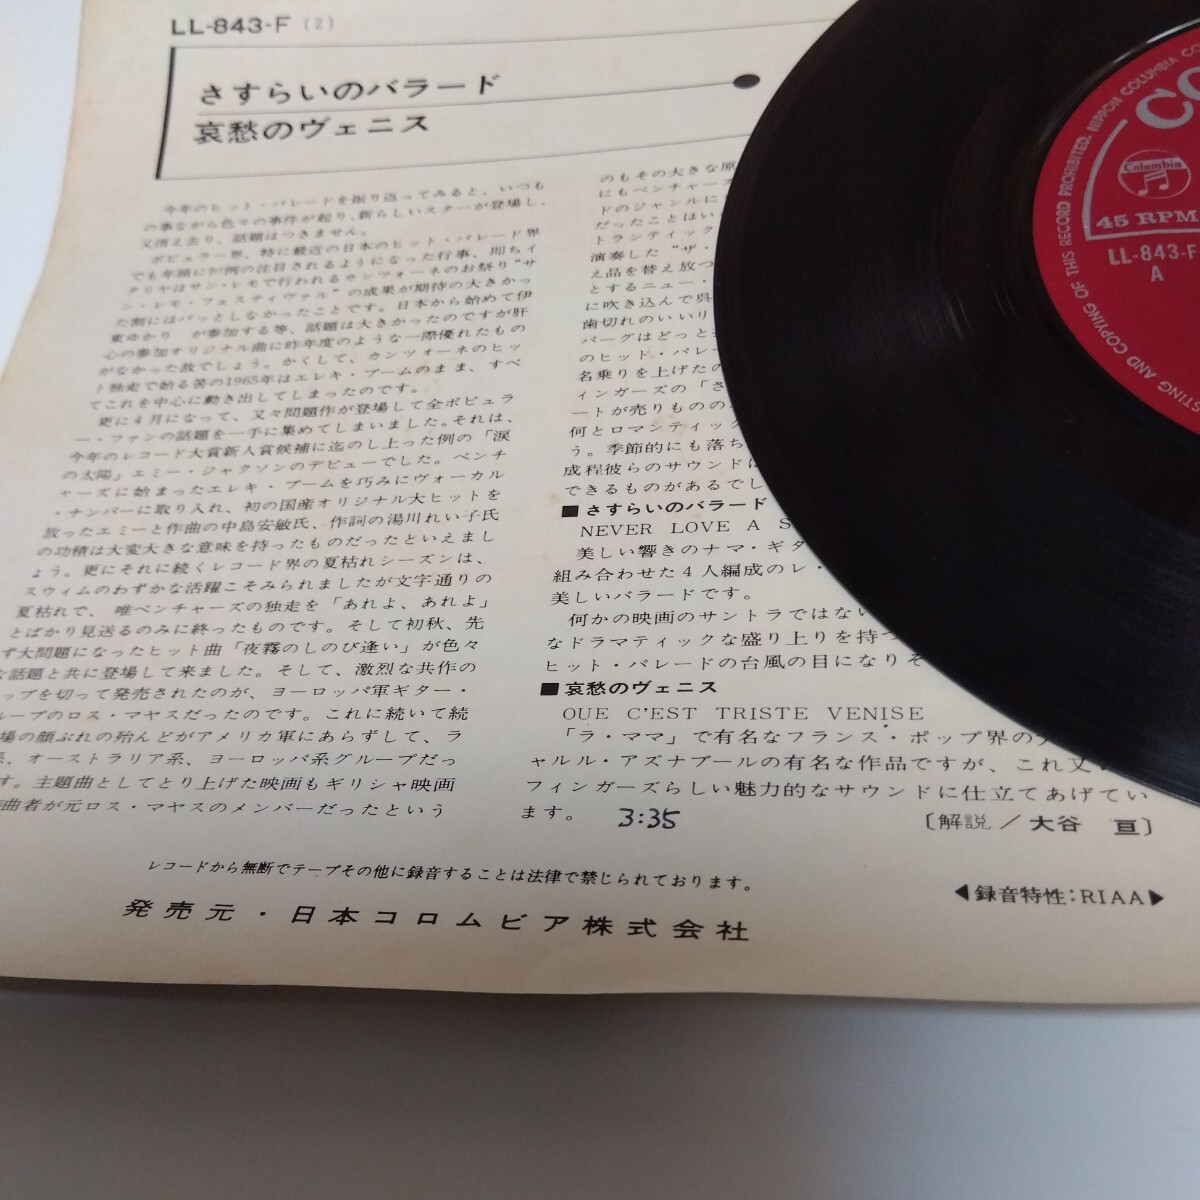 LL-843-F (2)
さすらいのバラード
哀愁のヴェニス
今年のヒット・パレードを振り返ってみると、いつも
の事ながら色々の事件が起り、新らしいスターが登場し、
又消え去り、話題はつきません。
ポピュラー界、特に最近の日本のヒット・パレード界
でも年頭に恒例の注目されるようになった行事、即ちイ
タリヤはサン・レモで行われるカンツォーネのお祭り“サ
ン・レモ・フェスティヴァル”の成果が期待の大きかっ
た割にはパッとしなかったことです。日本から始めて伊
東ゆかり が参加する等、話題は大きかったのですが肝
心の参加オリジナル曲に昨年度のような一際優れたもの
がなかった故でしょう。かくして、カンツォーネのヒッ
ト独走で始る筈の1965年はエレキ・ブームのまま、すべ
てこれを中心に動き出してしまったのです。
更に4月になって、又々問題作が登場して全ポピュラ
ー・ファンの話題を一手に集めてしまいました。それは、
今年のレコード大賞新人賞候補に迄のし上った例の「涙
の太陽」エミー・ジャクソンのデビューでした。ベンチ
ャーズに始まったエレキ・ブームを巧みにヴォーカル
・ナンバーに取り入れ、初の国産オリジナル大ヒットを
放ったエミーと作曲の中島安敏氏、作詞の湯川れい子氏
の功積は大変大きな意味を持ったものだったといえまし
ょう。更にそれに続くレコード界の夏枯れシーズンは、
スウィムのわずかな活躍こそみられましたが文字通りの
夏枯れで、唯ベンチャーズの独走を「あれよ、あれよ」
とばかり見送るのみに終ったものです。そして初秋、先
ず大問題になったヒット曲「夜霧のしのび逢い」が色々
な話題と共に登場して来ました。そして、激烈な共作の
ップを切って発売されたのが、ヨーロッパ軍ギター・
ループのロス・マヤスだったのです。これに続いて続
場の顔ぶれの殆んどがアメリカ軍にあらずして、ラ
系、オーストラリア系、ヨーロッパ系グループだっ
す。主題曲としてとり上げた映画もギリシャ映画
曲者が元ロス・マヤスのメンバーだったという
のもその大きな原
にもベンチャーズ
ドのジャンルに
だったことはい
トランティック
演奏した“ザ・
え品を替え放つ
とするニュー・
に吹き込んで呉
歯切れのいいリ
バーグはどっと
のヒッド・パレー
名乗りを上げたの
ィンガーズの「さ
ートが売りものの
何とロマンティック
う。季節的にも落ち
成程彼らのサウンドに
できるものがあるでし
■さすらいのバラード
NEVER LOVE A S
美しい響きのナマ・ギタ
組み合わせた4人編成のレ・
美しいバラードです。
何かの映画のサントラではない
なドラマティックな盛り上りを持つ
ヒット・パレードの台風の目になりそ
■哀愁のヴェニス
OUE C'EST TRISTE VENISE
「ラ・ママ」で有名なフランス・ポップ界の
ャルル・アズナブールの有名な作品ですが、これ又
フィンガーズらしい魅力的なサウンドに仕立てあげてい
ます。 3:35
〔解説／大谷 亘〕
レコードから無断でテープその他に録音することは法律で禁じられております。
◀録音特性:RIAA▶
発売元・日本コロムビア株式会社
STING AND COPYING OF THIS RECORD PROHIBITED. NIPPON COLUMBIA CO
CO
Columbia
45 RPM
LL-843-F
A